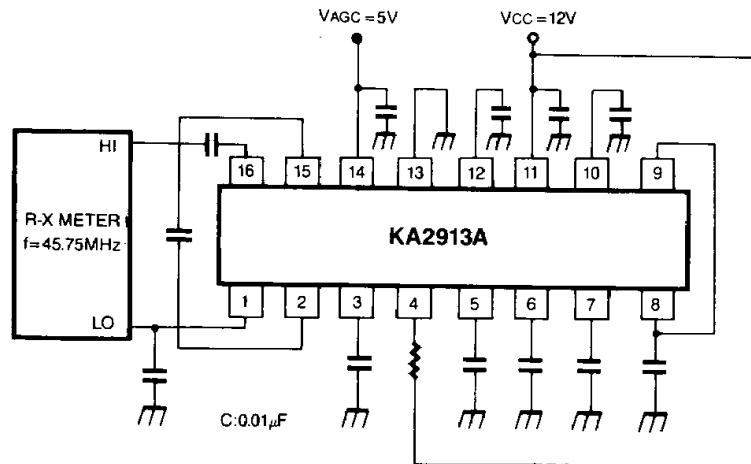 VAGC=5V
VCC=12V
HI
16 15 14 13 12 11 10 9
R-X METER
f=45.75MHz
KA2913A
LO
1 2 3 4 5 6 7 8
C:0.01μF